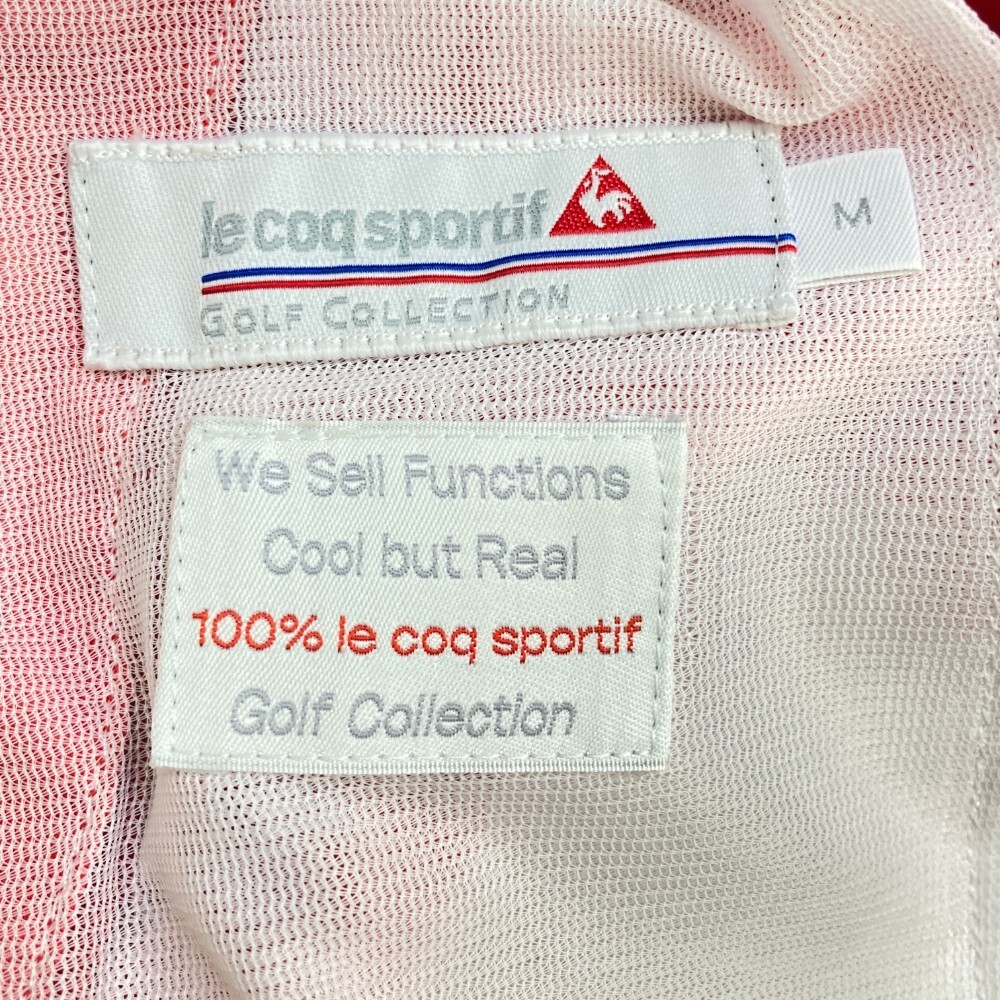 le coq sportif
M
GOLF COLLECTION
We Sell Functions
Cool but Real
100% le coq sportif
Golf Collection